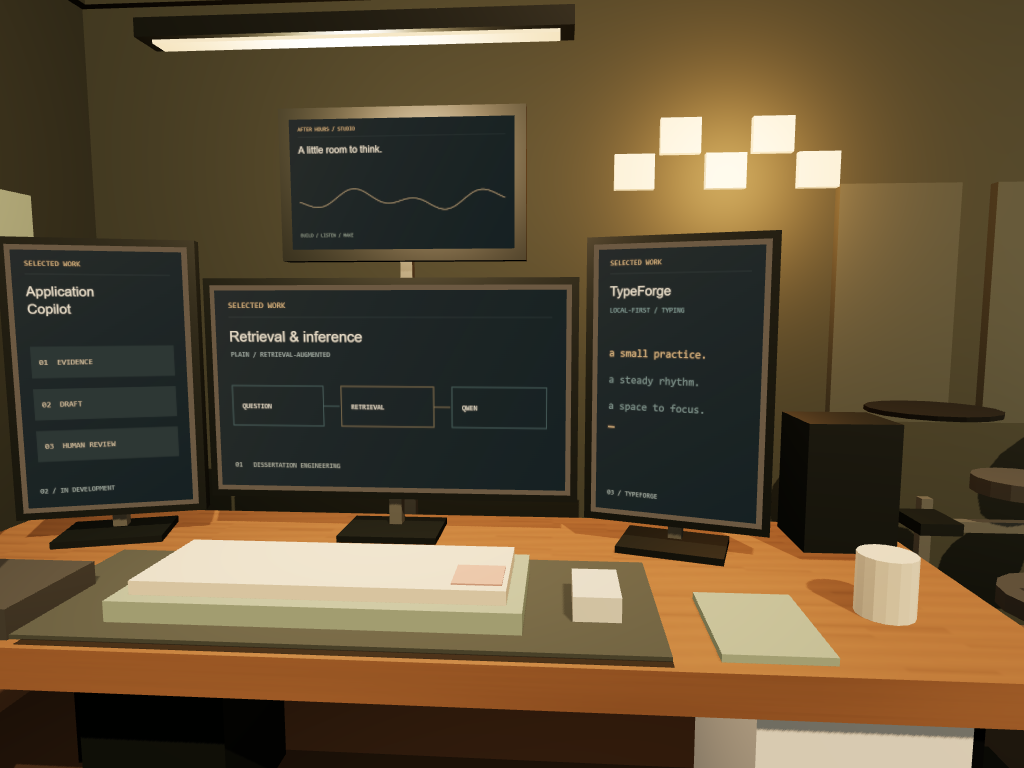 AFTER HOURS / STUDIO
A little room to think.
BUILD / LISTEN / MAKE
SELECTED WORK
Application
Copilot
01 EVIDENCE
02 DRAFT
03 HUMAN REVIEW
02 / IN DEVELOPMENT
SELECTED WORK
Retrieval & inference
PLAIN / RETRIEVAL-AUGMENTED
QUESTION
RETRIEVAL
QWEN
01 DISSERTATION ENGINEERING
SELECTED WORK
TypeForge
LOCAL-FIRST / TYPING
a small practice.
a steady rhythm.
a space to focus.
03 / TYPEFORGE